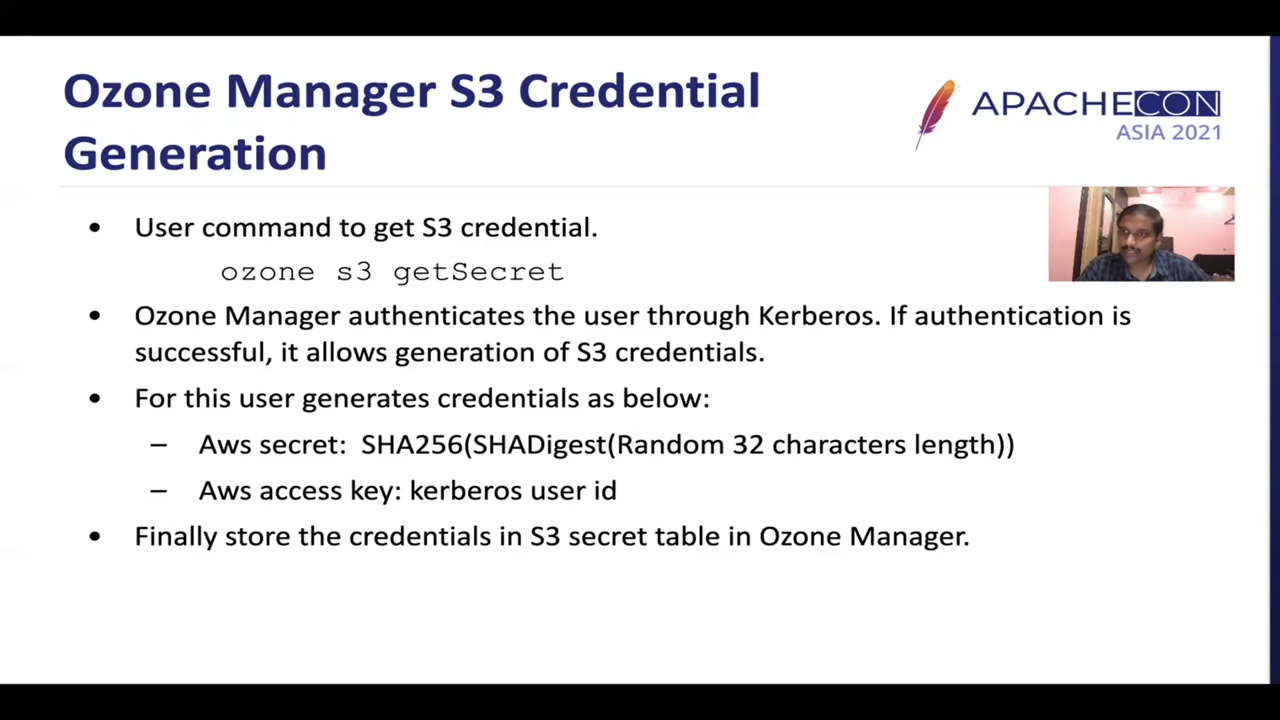 Ozone Manager S3 Credential
Generation
APACHECON
ASIA 2021
• User command to get S3 credential.
ozone s3 getSecret
• Ozone Manager authenticates the user through Kerberos. If authentication is
successful, it allows generation of S3 credentials.
• For this user generates credentials as below:
– Aws secret: SHA256(SHADigest(Random 32 characters length))
– Aws access key: kerberos user id
• Finally store the credentials in S3 secret table in Ozone Manager.